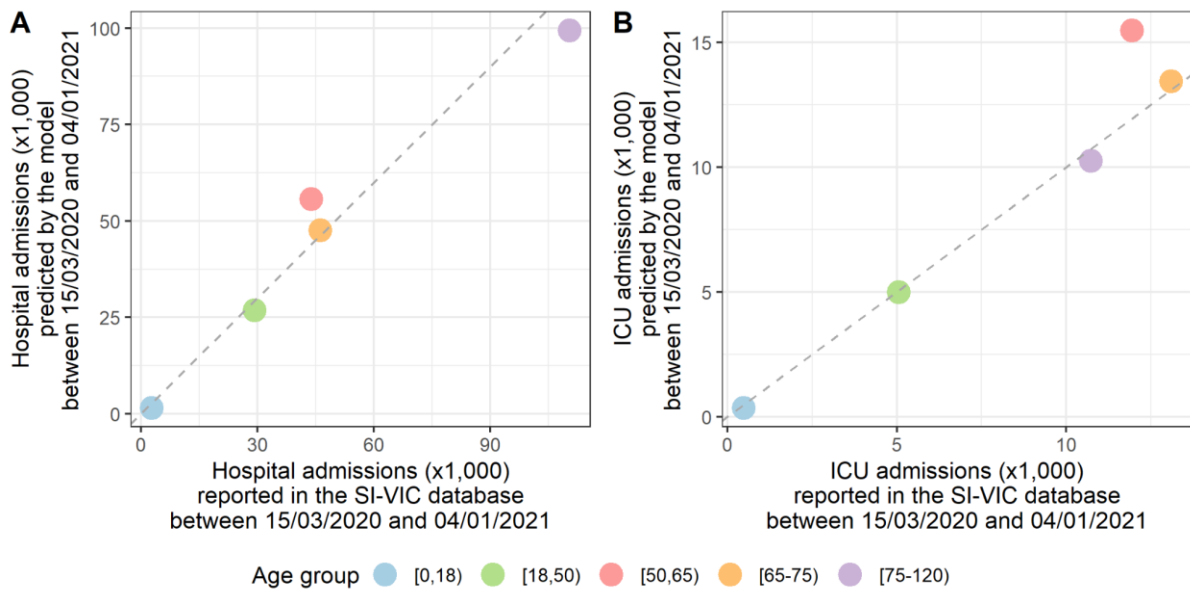 A
Hospital admissions (x1,000)
predicted by the model
between 15/03/2020 and 04/01/2021
100
75
50
25
0
0 30 60 90
Hospital admissions (x1,000)
reported in the SI-VIC database
between 15/03/2020 and 04/01/2021
B
ICU admissions (x1,000)
predicted by the model
between 15/03/2020 and 04/01/2021
15
10
5
0
0 5 10
ICU admissions (x1,000)
reported in the SI-VIC database
between 15/03/2020 and 04/01/2021
Age group [0,18) [18,50) [50,65) [65-75) [75-120)